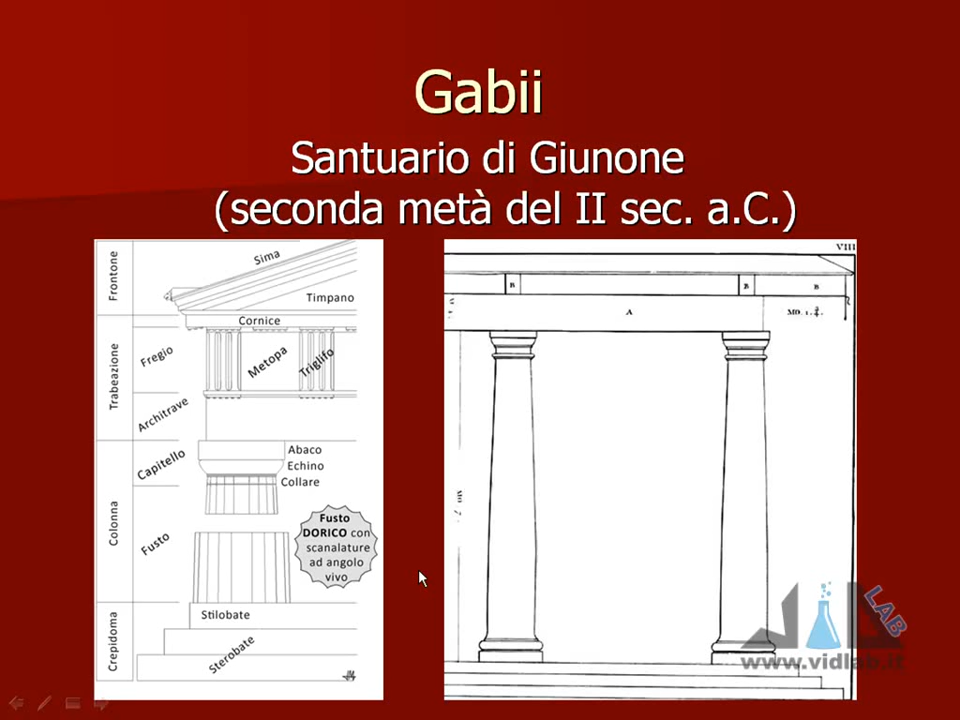 Gabii
Santuario di Giunone
(seconda metà del II sec. a.C.)
Frontone
Sima
Timpano
Cornice
Trabeazione
Fregio
Metopa
Triglifo
Architrave
Capitello
Abaco
Echino
Collare
Colonna
Fusto
Fusto
DORICO con
scanalature
ad angolo
vivo
Crepidoma
Stilobate
Sterobate
VIII
B
B
B
A
MD. 1.
LAB
www.vidlab.it